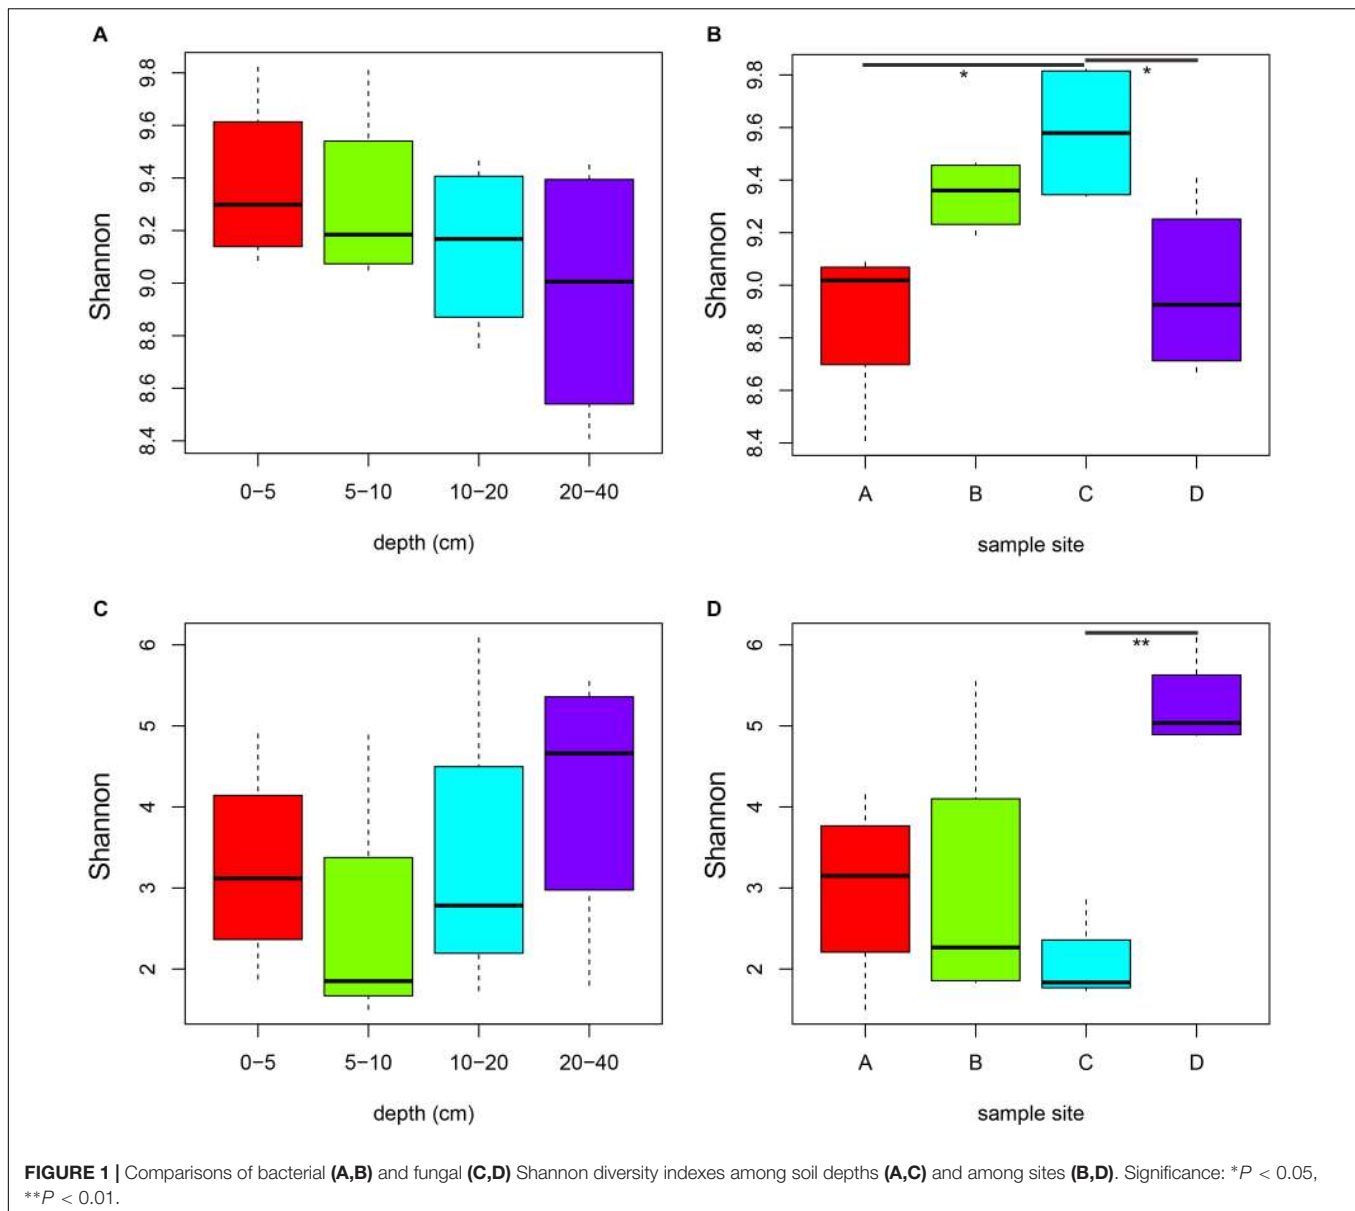 A
Shannon
9.8
9.6
9.4
9.2
9.0
8.8
8.6
8.4
0−5 5−10 10−20 20−40
depth (cm)
B
Shannon
9.8
9.6
9.4
9.2
9.0
8.8
8.6
8.4
* *
A B C D
sample site
C
Shannon
6
5
4
3
2
0−5 5−10 10−20 20−40
depth (cm)
D
Shannon
6
5
4
3
2
**
A B C D
sample site
FIGURE 1 | Comparisons of bacterial (A,B) and fungal (C,D) Shannon diversity indexes among soil depths (A,C) and among sites (B,D). Significance: *P < 0.05,
**P < 0.01.